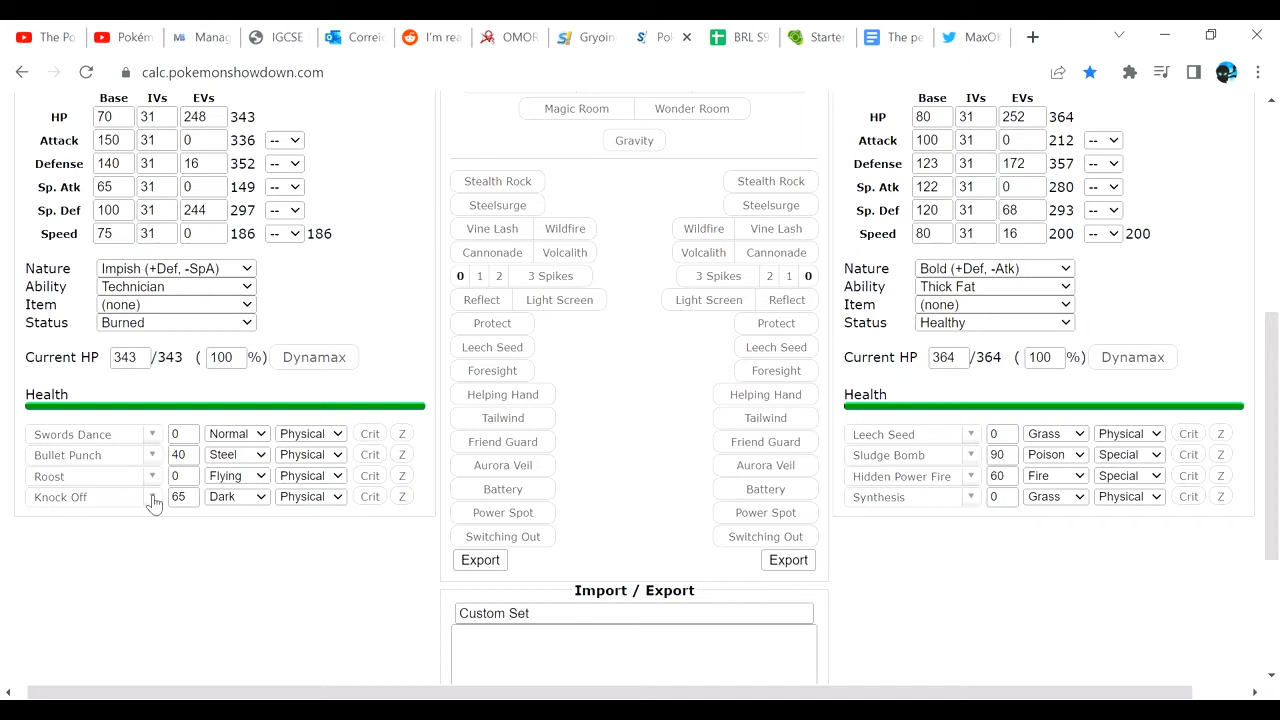 The Po
Pokém
Manag
IGCSE
Correi
I'm rea
OMOR
Gryoin
Pok
BRL S9
Starter
The pe
MaxOK
calc.pokemonshowdown.com
Base IVs EVs
HP 70 31 248 343
Attack 150 31 0 336 --
Defense 140 31 16 352 --
Sp. Atk 65 31 0 149 --
Sp. Def 100 31 244 297 --
Speed 75 31 0 186 -- 186
Nature Impish (+Def, -SpA)
Ability Technician
Item (none)
Status Burned
Current HP 343 /343 ( 100 %) Dynamax
Health
Swords Dance 0 Normal Physical Crit Z
Bullet Punch 40 Steel Physical Crit Z
Roost 0 Flying Physical Crit Z
Knock Off 65 Dark Physical Crit Z
Magic Room Wonder Room
Gravity
Stealth Rock Stealth Rock
Steelsurge Steelsurge
Vine Lash Wildfire Wildfire Vine Lash
Cannonade Volcalith Volcalith Cannonade
0 1 2 3 Spikes 3 Spikes 2 1 0
Reflect Light Screen Light Screen Reflect
Protect Protect
Leech Seed Leech Seed
Foresight Foresight
Helping Hand Helping Hand
Tailwind Tailwind
Friend Guard Friend Guard
Aurora Veil Aurora Veil
Battery Battery
Power Spot Power Spot
Switching Out Switching Out
Export Export
Import / Export
Custom Set
Base IVs EVs
HP 80 31 252 364
Attack 100 31 0 212 --
Defense 123 31 172 357 --
Sp. Atk 122 31 0 280 --
Sp. Def 120 31 68 293 --
Speed 80 31 16 200 -- 200
Nature Bold (+Def, -Atk)
Ability Thick Fat
Item (none)
Status Healthy
Current HP 364 /364 ( 100 %) Dynamax
Health
Leech Seed 0 Grass Physical Crit Z
Sludge Bomb 90 Poison Special Crit Z
Hidden Power Fire 60 Fire Special Crit Z
Synthesis 0 Grass Physical Crit Z